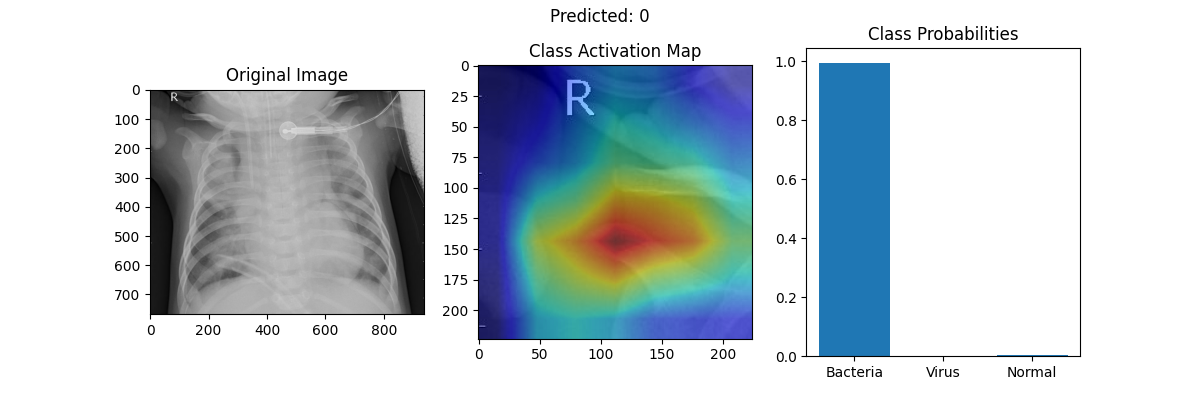 Predicted: 0
Original Image
R
0
100
200
300
400
500
600
700
0 200 400 600 800
Class Activation Map
R
0
25
50
75
100
125
150
175
200
0 50 100 150 200
Class Probabilities
1.0
0.8
0.6
0.4
0.2
0.0
Bacteria Virus Normal